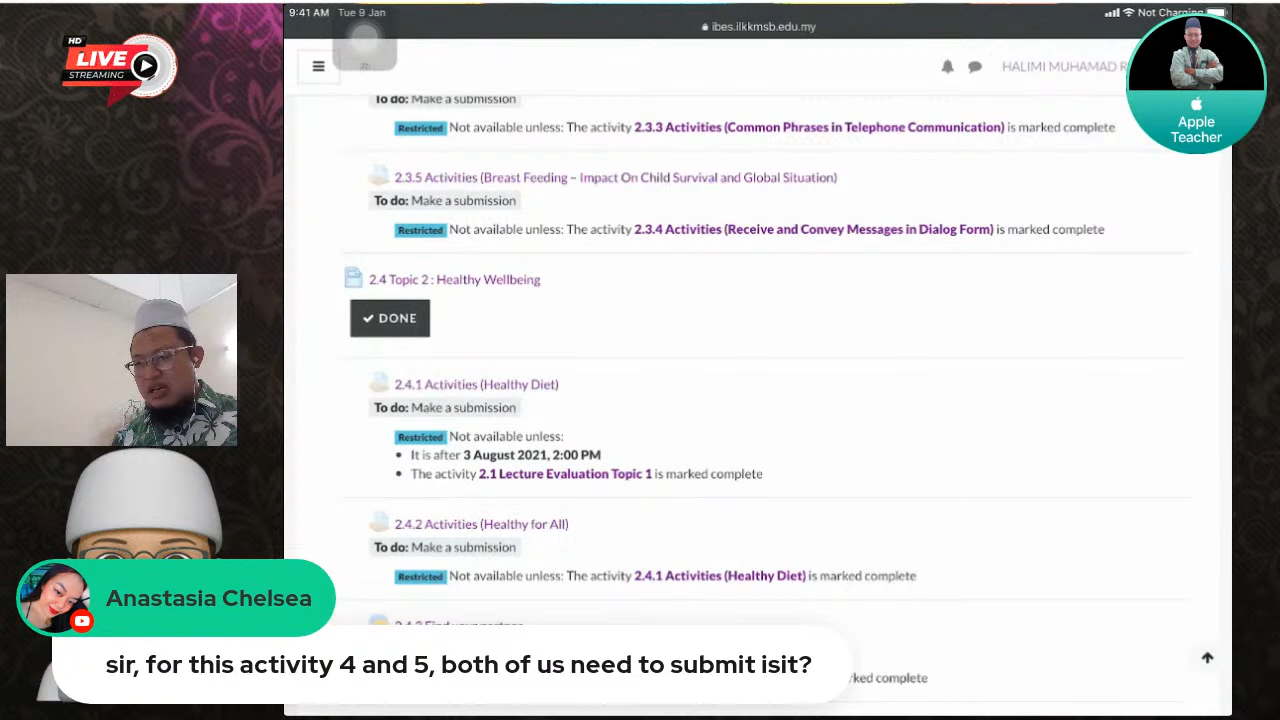 9:41 AM Tue 9 Jan
Not Charging
ibes.ilkkmsb.edu.my
HD
LIVE
STREAMING
HALIMI MUHAMAD
Apple
Teacher
To do: Make a submission
Restricted Not available unless: The activity 2.3.3 Activities (Common Phrases in Telephone Communication) is marked complete
2.3.5 Activities (Breast Feeding – Impact On Child Survival and Global Situation)
To do: Make a submission
Restricted Not available unless: The activity 2.3.4 Activities (Receive and Convey Messages in Dialog Form) is marked complete
2.4 Topic 2 : Healthy Wellbeing
✔ DONE
2.4.1 Activities (Healthy Diet)
To do: Make a submission
Restricted Not available unless:
• It is after 3 August 2021, 2:00 PM
• The activity 2.1 Lecture Evaluation Topic 1 is marked complete
2.4.2 Activities (Healthy for All)
To do: Make a submission
Restricted Not available unless: The activity 2.4.1 Activities (Healthy Diet) is marked complete
2.4.3 Find your partner
complete
Anastasia Chelsea
sir, for this activity 4 and 5, both of us need to submit isit?